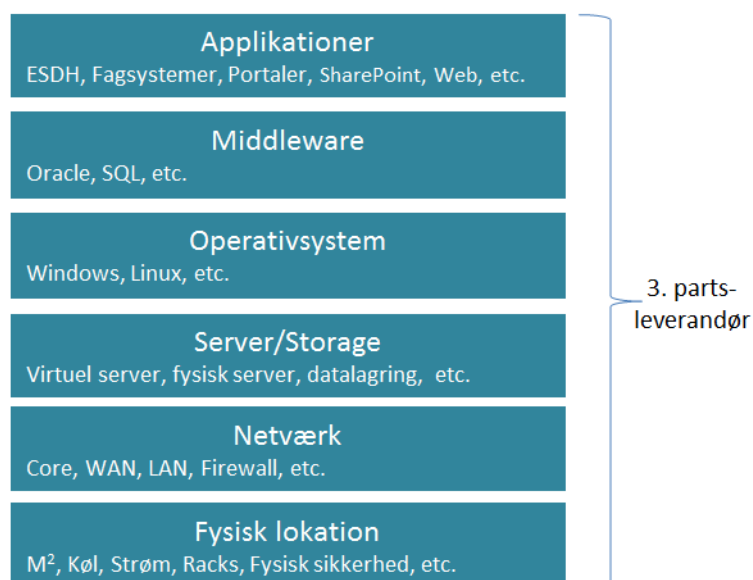 Applikationer
ESDH, Fagsystemer, Portaler, SharePoint, Web, etc.
Middleware
Oracle, SQL, etc.
Operativsystem
Windows, Linux, etc.
Server/Storage
Virtuel server, fysisk server, datalagring, etc.
Netværk
Core, WAN, LAN, Firewall, etc.
Fysisk lokation
M², Køl, Strøm, Racks, Fysisk sikkerhed, etc.
3. parts-
leverandør